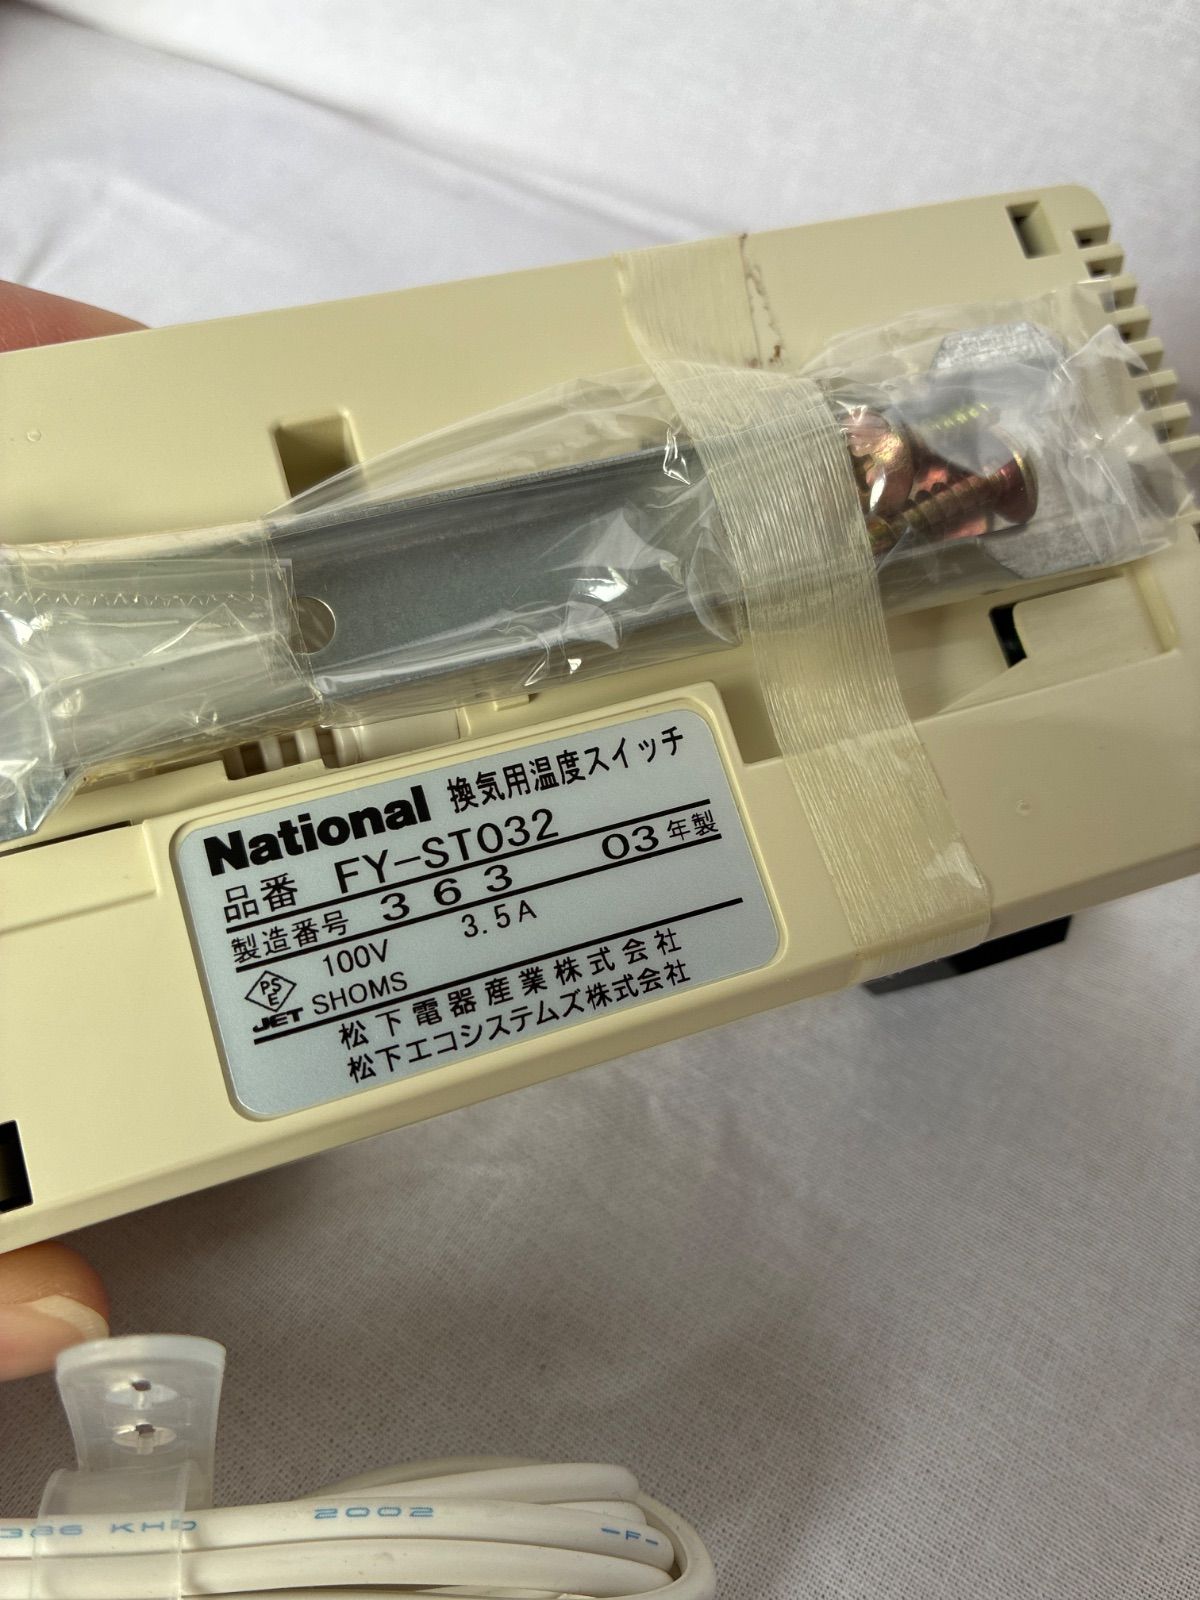 National 換気用温度スイッチ
品番 FY-ST032
製造番号 363 03年製
100V 3.5A
PSE
JET SHOMS
松下電器産業株式会社
松下エコシステムズ株式会社
386 KHD 2002 -F-